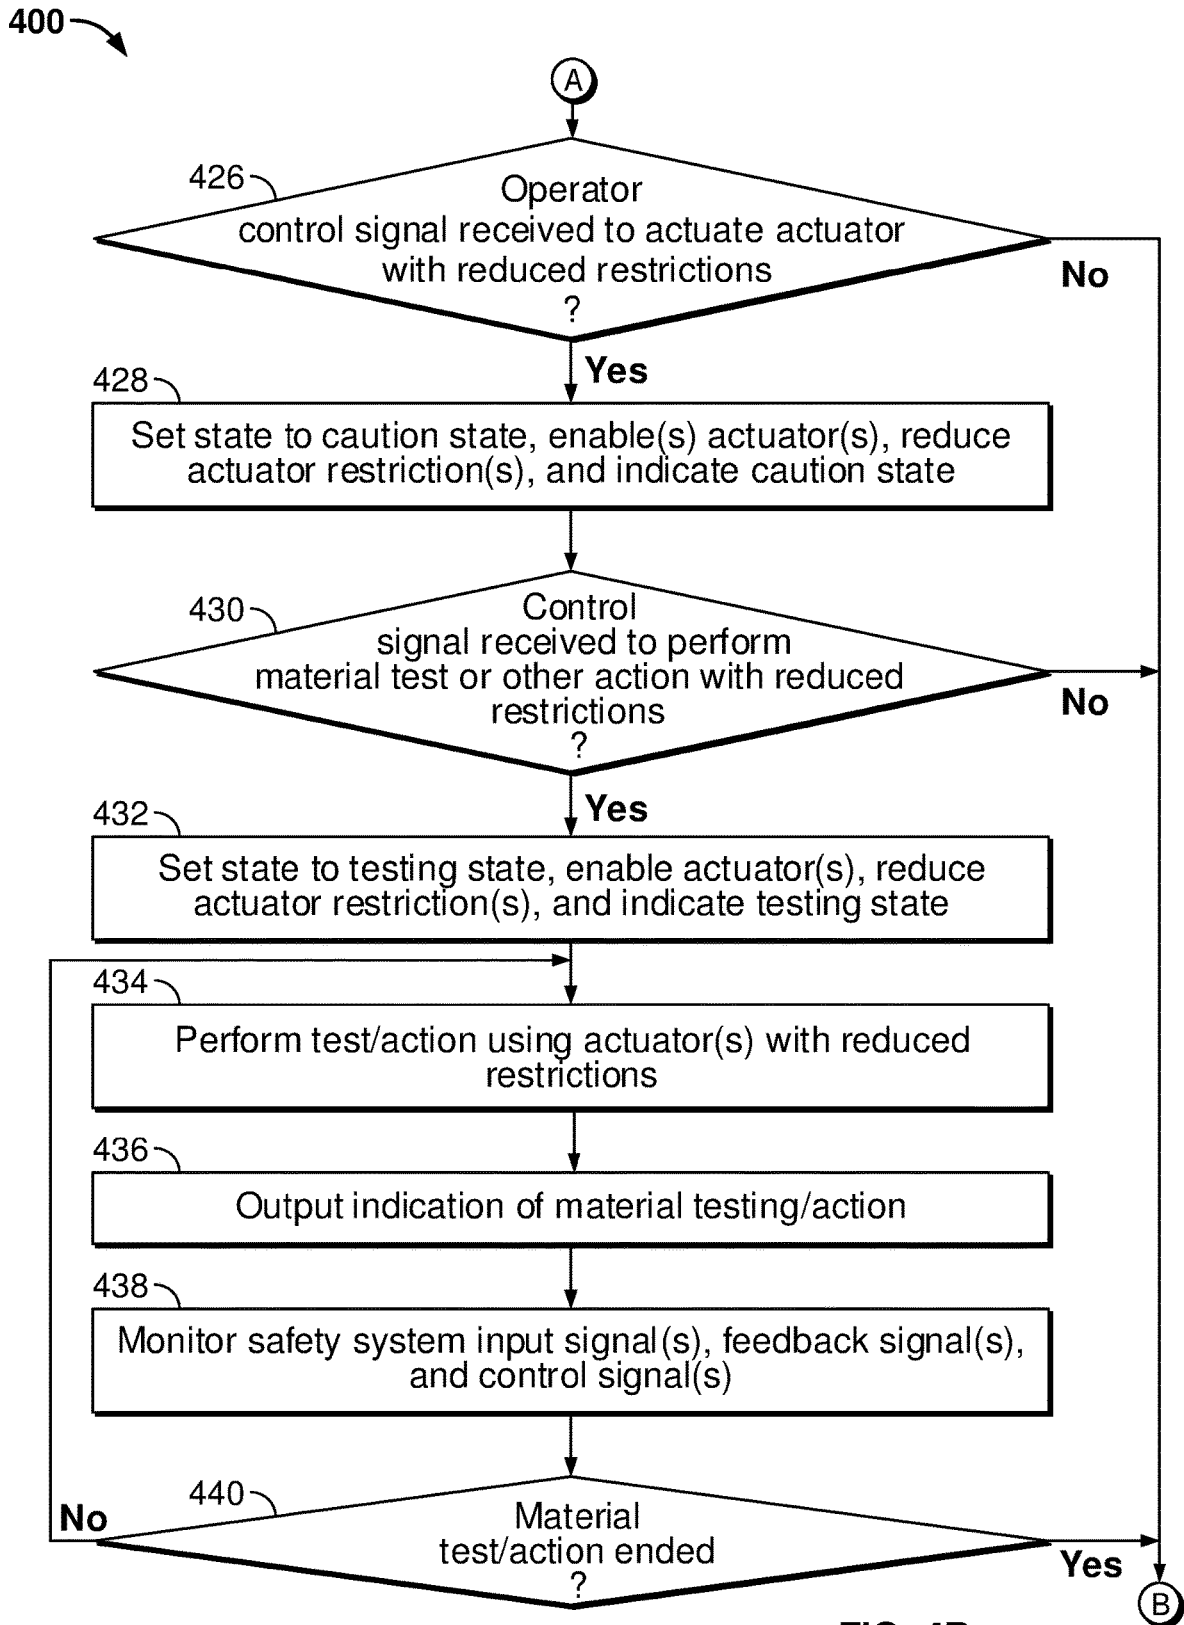 400
A
426
Operator
control signal received to actuate actuator
with reduced restrictions
?
No
Yes
428
Set state to caution state, enable(s) actuator(s), reduce
actuator restriction(s), and indicate caution state
430
Control
signal received to perform
material test or other action with reduced
restrictions
?
No
Yes
432
Set state to testing state, enable actuator(s), reduce
actuator restriction(s), and indicate testing state
434
Perform test/action using actuator(s) with reduced
restrictions
436
Output indication of material testing/action
438
Monitor safety system input signal(s), feedback signal(s),
and control signal(s)
440
No
Material
test/action ended
?
Yes
B